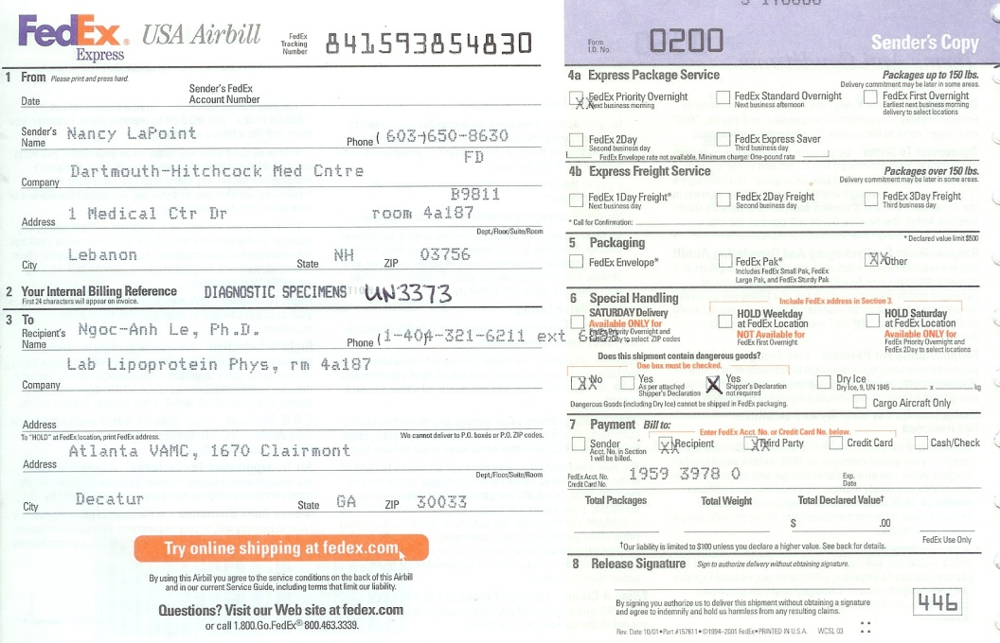 FedEx® USA Airbill
Express
FedEx Tracking Number 841593854830
1 From Please print and press hard.
Date
Sender's FedEx Account Number
Sender's Name Nancy LaPoint Phone ( 603-650-8630
FD
Company Dartmouth-Hitchcock Med Cntre
B9811
Address 1 Medical Ctr Dr room 4a187
Dept./Floor/Suite/Room
City Lebanon State NH ZIP 03756
2 Your Internal Billing Reference DIAGNOSTIC SPECIMENS UN3373
First 24 characters will appear on invoice.
3 To
Recipient's Name Ngoc-Anh Le, Ph.D. Phone ( 1-404-321-6211 ext
Lab Lipoprotein Phys, rm 4a187
Company
Address
To "HOLD" at FedEx location, print FedEx address. We cannot deliver to P.O. boxes or P.O. ZIP codes.
Address Atlanta VAMC, 1670 Clairmont
Dept./Floor/Suite/Room
City Decatur State GA ZIP 30033
Try online shipping at fedex.com
By using this Airbill you agree to the service conditions on the back of this Airbill
and in our current Service Guide, including terms that limit our liability.
Questions? Visit our Web site at fedex.com
or call 1.800.Go.FedEx® 800.463.3339.
Form I.D. No. 0200 Sender's Copy
4a Express Package Service Packages up to 150 lbs.
Delivery commitment may be later in some areas.
XX FedEx Priority Overnight
Next business morning
FedEx Standard Overnight
Next business afternoon
FedEx First Overnight
Earliest next business morning
delivery to select locations
FedEx 2Day
Second business day
FedEx Express Saver
Third business day
FedEx Envelope rate not available. Minimum charge: One-pound rate
4b Express Freight Service Packages over 150 lbs.
Delivery commitment may be later in some areas.
FedEx 1Day Freight*
Next business day
FedEx 2Day Freight
Second business day
FedEx 3Day Freight
Third business day
* Call for Confirmation:
5 Packaging * Declared value limit $500
FedEx Envelope*
FedEx Pak*
Includes FedEx Small Pak, FedEx
Large Pak, and FedEx Sturdy Pak
XX Other
6 Special Handling Include FedEx address in Section 3.
SATURDAY Delivery
Available ONLY for
FedEx Priority Overnight and
FedEx 2Day to select ZIP codes
HOLD Weekday
at FedEx Location
NOT Available for
FedEx First Overnight
HOLD Saturday
at FedEx Location
Available ONLY for
FedEx Priority Overnight and
FedEx 2Day to select locations
Does this shipment contain dangerous goods?
One box must be checked.
XX No
Yes
As per attached
Shipper's Declaration
X Yes
Shipper's Declaration
not required
Dry Ice
Dry Ice, 9, UN 1845 x kg
Dangerous Goods (including Dry Ice) cannot be shipped in FedEx packaging.
Cargo Aircraft Only
7 Payment Bill to:
Enter FedEx Acct. No. or Credit Card No. below.
Sender
Acct. No. in Section
1 will be billed.
XX Recipient
XX Third Party
Credit Card
Cash/Check
FedEx Acct. No.
Credit Card No. 1959 3978 0
Exp. Date
Total Packages Total Weight Total Declared Value†
$ .00
†Our liability is limited to $100 unless you declare a higher value. See back for details.
FedEx Use Only
8 Release Signature Sign to authorize delivery without obtaining signature.
By signing you authorize us to deliver this shipment without obtaining a signature
and agree to indemnify and hold us harmless from any resulting claims.
446
Rev. Date 10/01•Part #157611•©1994–2001 FedEx•PRINTED IN U.S.A. WCSL 03